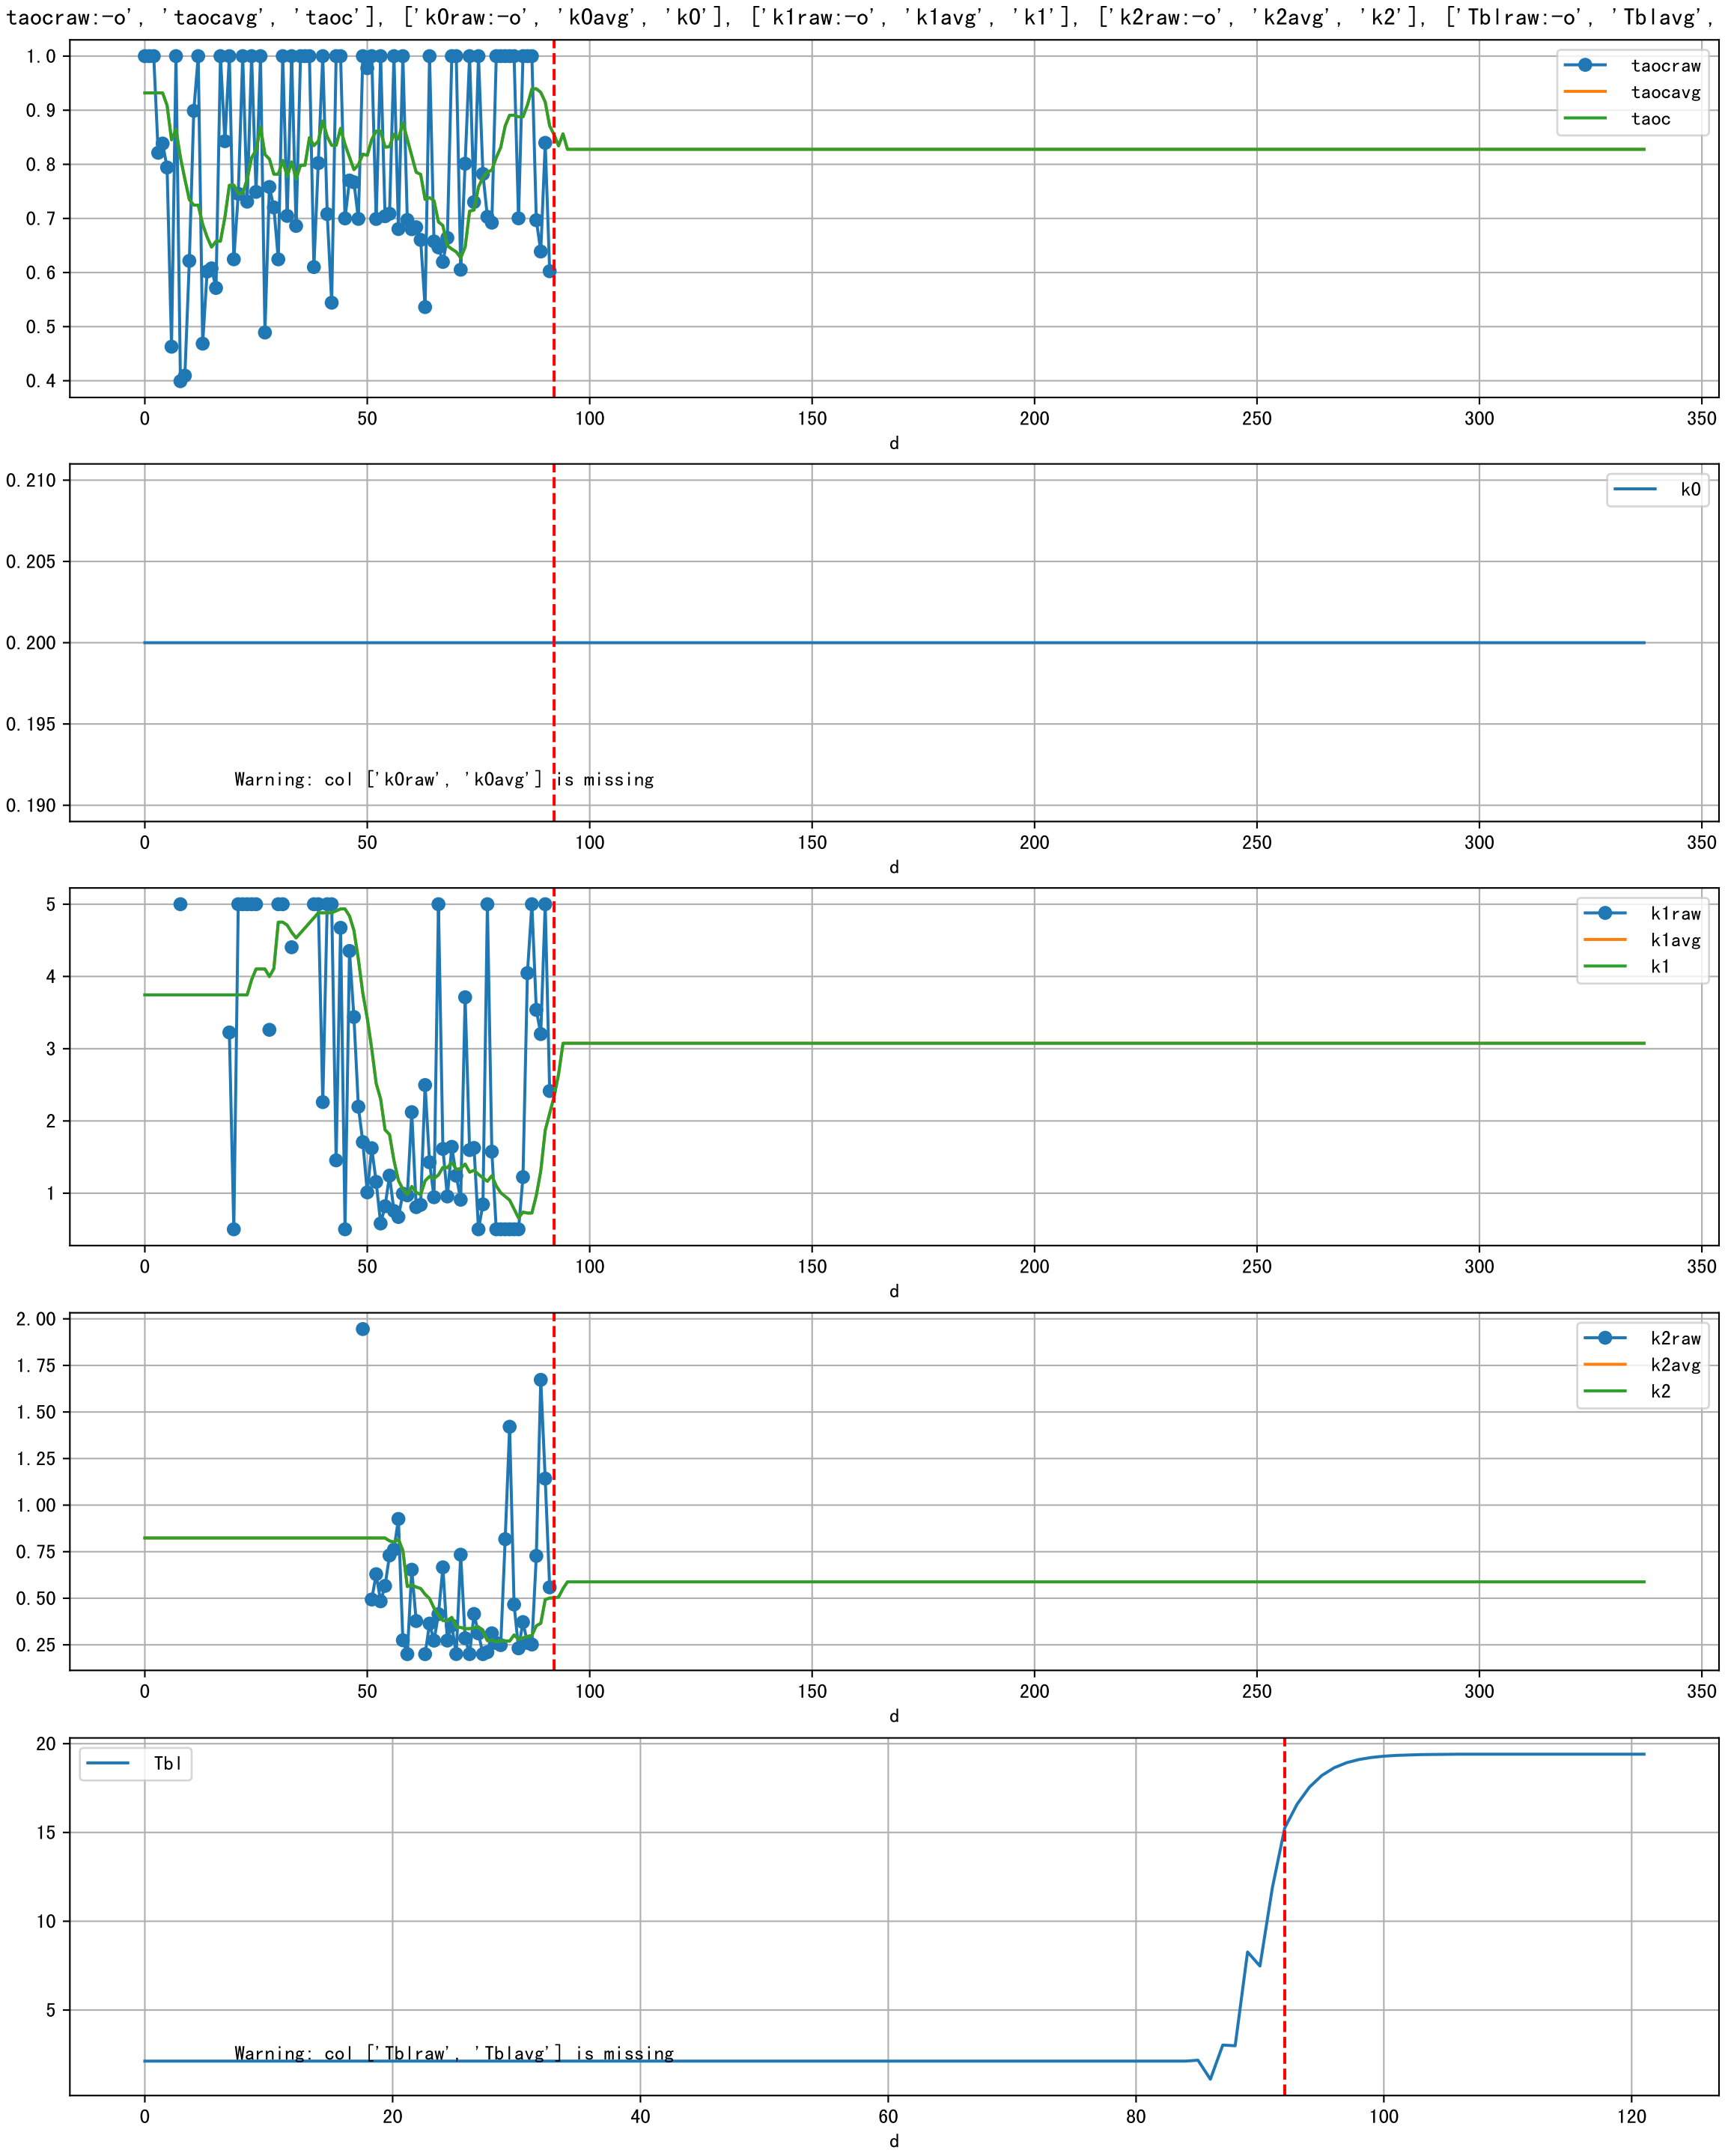 taocraw:-o', 'taocavg', 'taoc'], ['k0raw:-o', 'k0avg', 'k0'], ['k1raw:-o', 'k1avg', 'k1'], ['k2raw:-o', 'k2avg', 'k2'], ['Tblraw:-o', 'Tblavg',
1.0
0.9
0.8
0.7
0.6
0.5
0.4
taocraw
taocavg
taoc
0 50 100 150 200 250 300 350
d
0.210
0.205
0.200
0.195
0.190
k0
Warning: col ['k0raw', 'k0avg'] is missing
0 50 100 150 200 250 300 350
d
5
4
3
2
1
k1raw
k1avg
k1
0 50 100 150 200 250 300 350
d
2.00
1.75
1.50
1.25
1.00
0.75
0.50
0.25
k2raw
k2avg
k2
0 50 100 150 200 250 300 350
d
20
15
10
5
Tbl
Warning: col ['Tblraw', 'Tblavg'] is missing
0 20 40 60 80 100 120
d